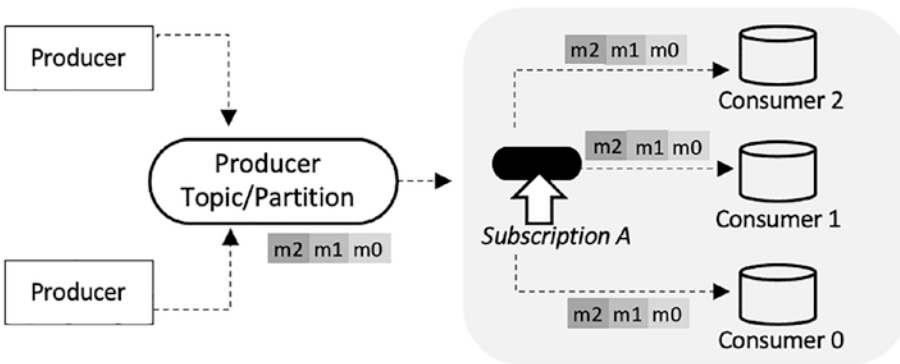 Producer
Producer
Topic/Partition
m2 m1 m0
Producer
m2 m1 m0
Consumer 2
m2 m1 m0
Consumer 1
Subscription A
m2 m1 m0
Consumer 0